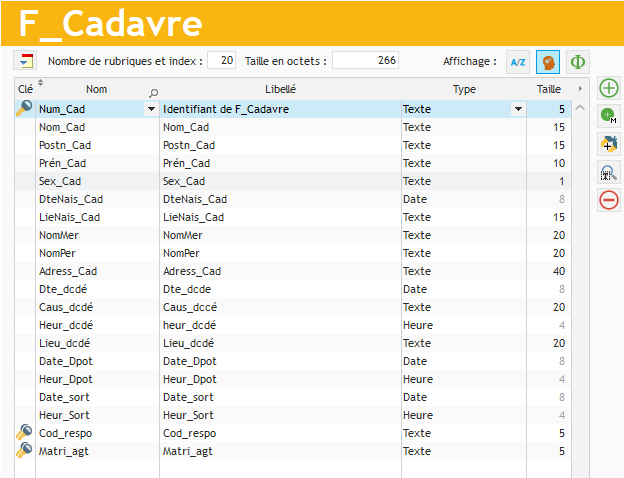 F_Cadavre
Nombre de rubriques et index : 20 Taille en octets : 266 Affichage : A/Z Φ
Clé Nom Libellé Type Taille
Num_Cad Identifiant de F_Cadavre Texte 5
Nom_Cad Nom_Cad Texte 15
Postn_Cad Postn_Cad Texte 15
Prén_Cad Prén_Cad Texte 10
Sex_Cad Sex_Cad Texte 1
DteNais_Cad DteNais_Cad Date 8
LieNais_Cad LieNais_Cad Texte 15
NomMer NomMer Texte 20
NomPer NomPer Texte 20
Adress_Cad Adress_Cad Texte 40
Dte_dcdé Dte_dcde Date 8
Caus_dcdé Caus_dccé Texte 20
Heur_dcdé heur_dcdé Heure 4
Lieu_dcdé Lieu_dcdé Texte 20
Date_Dpot Date_Dpot Date 8
Heur_Dpot Heur_Dpot Heure 4
Date_sort Date_sort Date 8
Heur_Sort Heur_Sort Heure 4
Cod_respo Cod_respo Texte 5
Matri_agt Matri_agt Texte 5
M